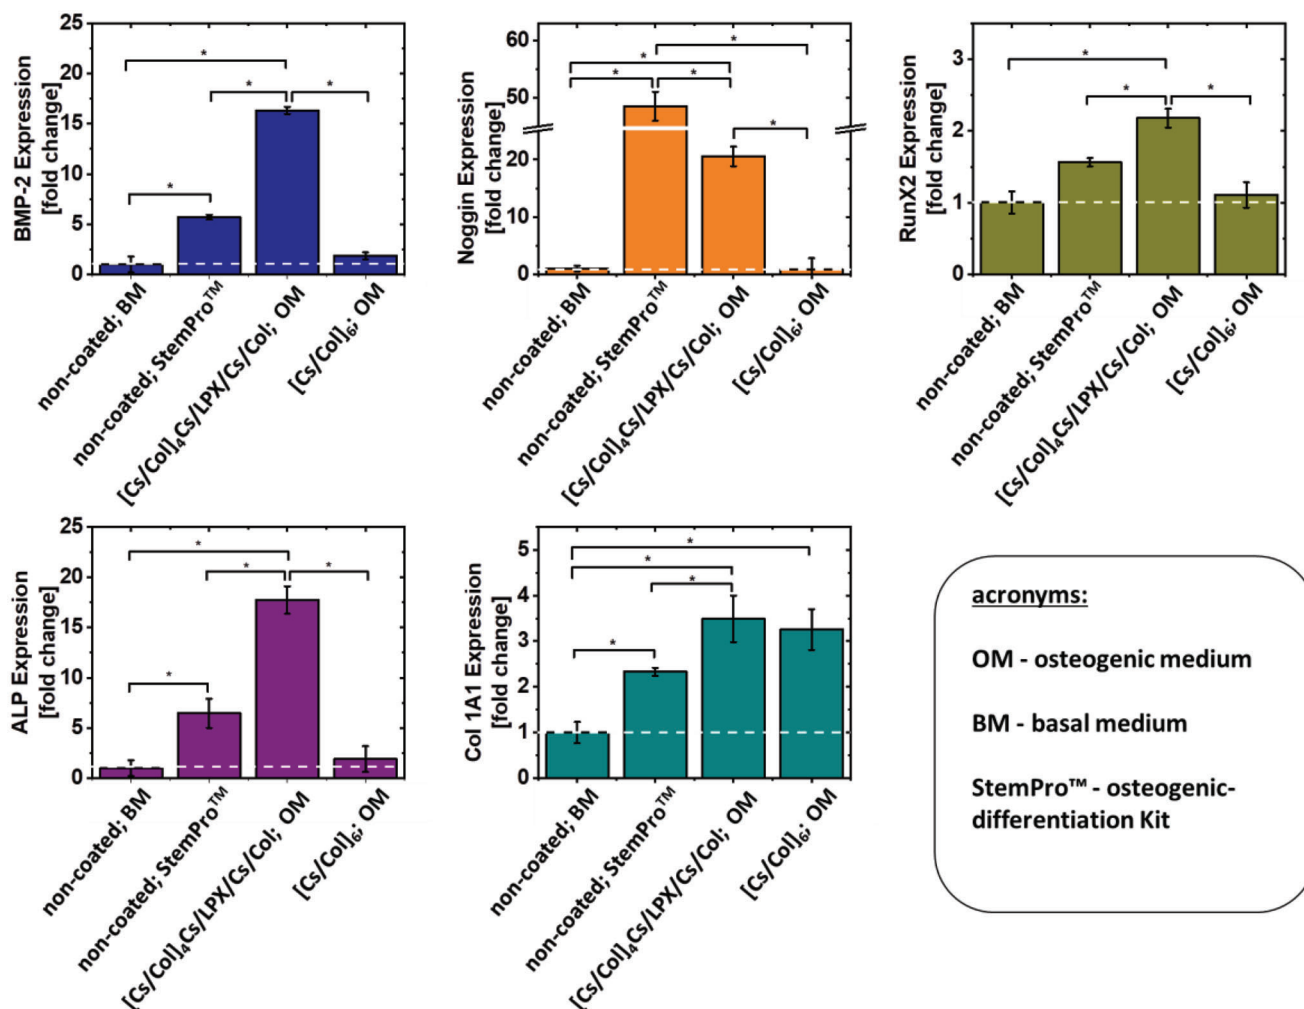 BMP-2 Expression
[fold change]
25
20
15
10
5
0
*
*
*
*
non-coated; BM
non-coated; StemPro™
[Cs/Col]₄Cs/LPX/Cs/Col; OM
[Cs/Col]₆; OM
Noggin Expression
[fold change]
60
50
20
10
0
*
*
*
*
*
non-coated; BM
non-coated; StemPro™
[Cs/Col]₄Cs/LPX/Cs/Col; OM
[Cs/Col]₆; OM
RunX2 Expression
[fold change]
3
2
1
0
*
*
*
non-coated; BM
non-coated; StemPro™
[Cs/Col]₄Cs/LPX/Cs/Col; OM
[Cs/Col]₆; OM
ALP Expression
[fold change]
25
20
15
10
5
0
*
*
*
*
non-coated; BM
non-coated; StemPro™
[Cs/Col]₄Cs/LPX/Cs/Col; OM
[Cs/Col]₆; OM
Col 1A1 Expression
[fold change]
5
4
3
2
1
0
*
*
*
*
non-coated; BM
non-coated; StemPro™
[Cs/Col]₄Cs/LPX/Cs/Col; OM
[Cs/Col]₆; OM
acronyms:
OM - osteogenic medium
BM - basal medium
StemPro™ - osteogenic-
differentiation Kit